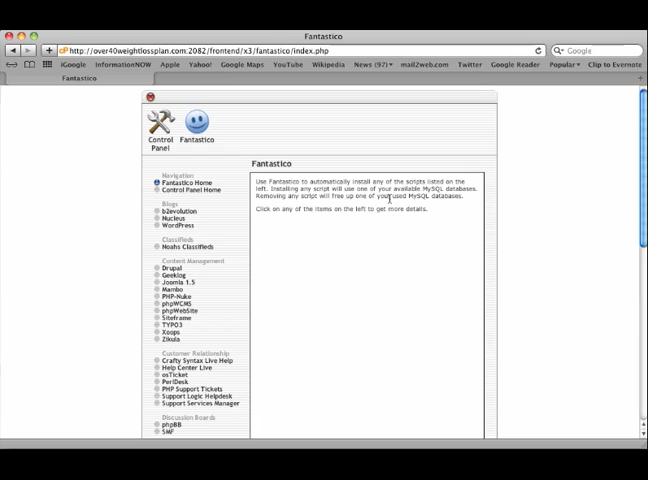 Fantastico
http://over40weightlossplan.com:2082/frontend/x3/fantastico/index.php
Google
iGoogle InformationNOW Apple Yahoo! Google Maps YouTube Wikipedia News (97) mail2web.com Twitter Google Reader Popular Clip to Evernote
Fantastico
Control Panel
Fantastico
Fantastico
Navigation
Fantastico Home
Control Panel Home
Blogs
b2evolution
Nucleus
WordPress
Classifieds
Noahs Classifieds
Content Management
Drupal
Geeklog
Joomla 1.5
Mambo
PHP-Nuke
phpWCMS
phpWebSite
Siteframe
TYPO3
Xoops
Zikula
Customer Relationship
Crafty Syntax Live Help
Help Center Live
osTicket
PerlDesk
PHP Support Tickets
Support Logic Helpdesk
Support Services Manager
Discussion Boards
phpBB
SMF
Use Fantastico to automatically install any of the scripts listed on the
left. Installing any script will use one of your available MySQL databases.
Removing any script will free up one of your used MySQL databases.
Click on any of the items on the left to get more details.